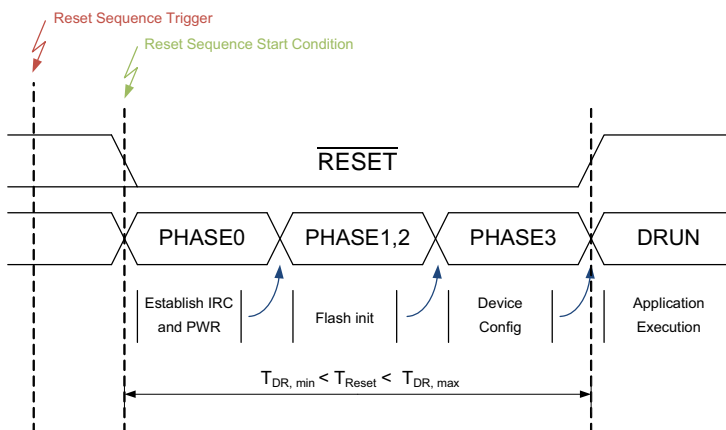 Reset Sequence Trigger
Reset Sequence Start Condition
RESET
PHASE0
PHASE1,2
PHASE3
DRUN
Establish IRC
and PWR
Flash init
Device
Config
Application
Execution
TDR, min < TReset < TDR, max